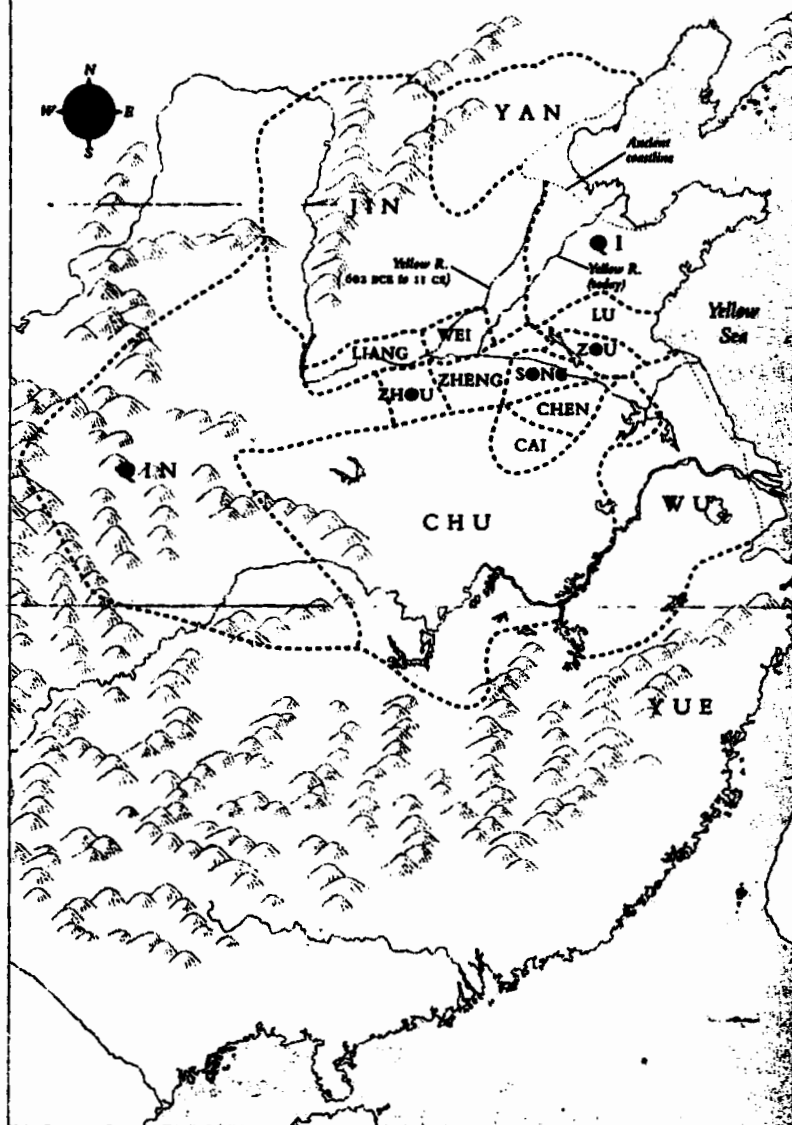 N
W E
S
YAN
Ancient
coastline
JIN
QI
Yellow R.
(602 BCE to 11 CE)
Yellow R.
(today)
LU
Yellow
Sea
WEI
LIANG
ZOU
ZHENG
SONG
ZHOU
CHEN
CAI
QIN
CHU
WU
YUE